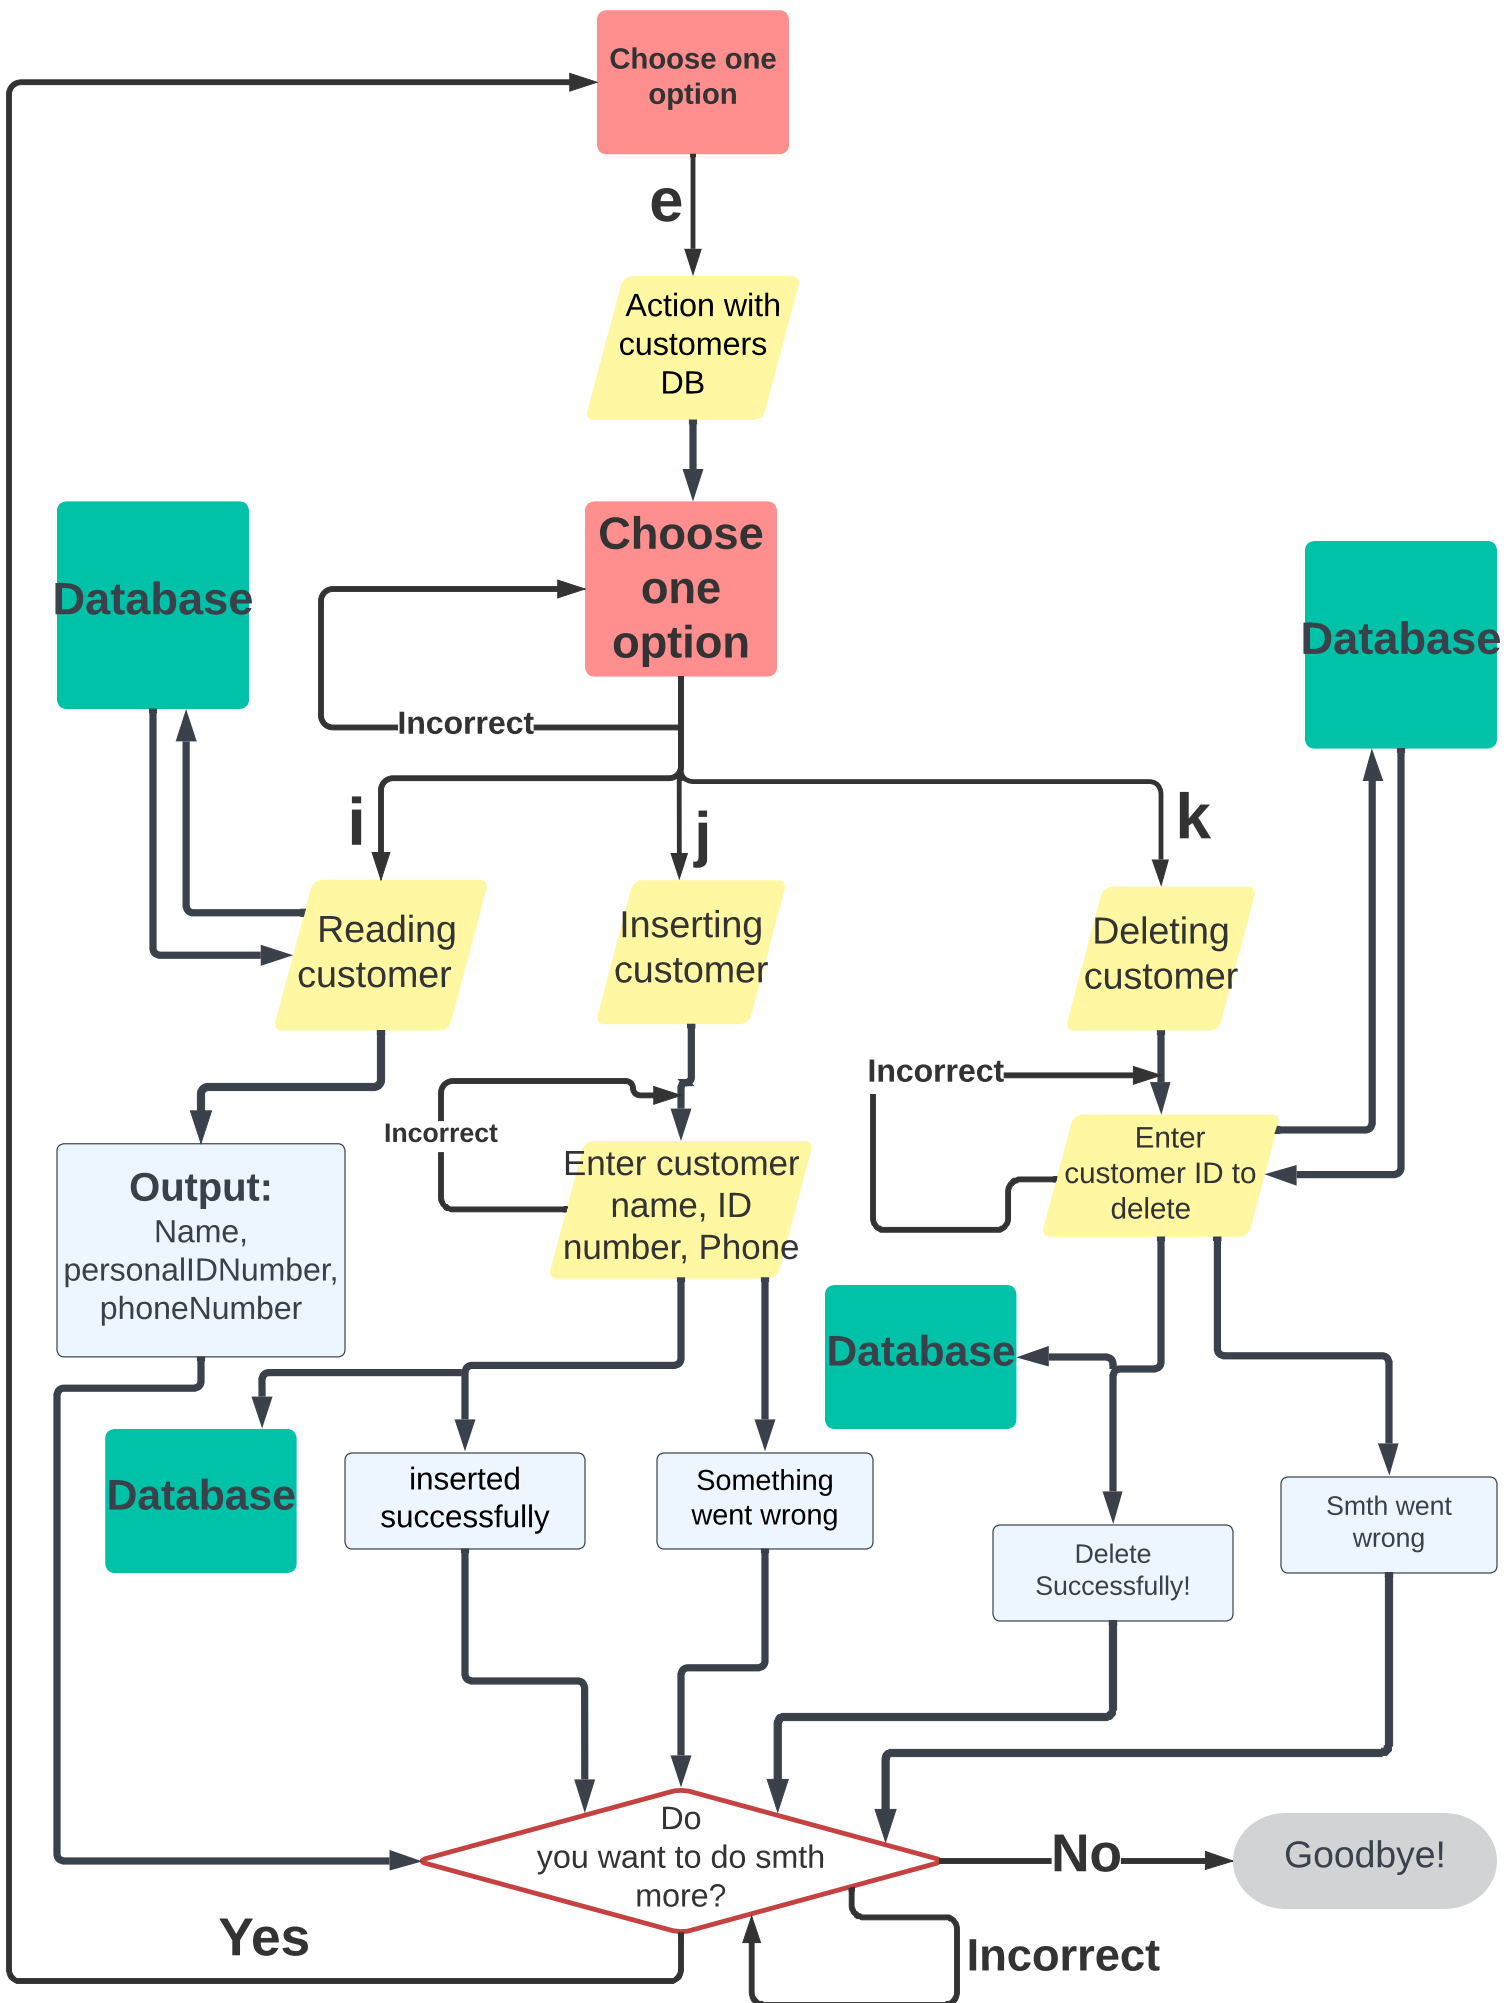 Choose one
option
e
Action with
customers
DB
Choose
one
option
Database
Database
Incorrect
i
j
k
Reading
customer
Inserting
customer
Deleting
customer
Incorrect
Incorrect
Enter customer
name, ID
number, Phone
Enter
customer ID to
delete
Output:
Name,
personalIDNumber,
phoneNumber
Database
Database
inserted
successfully
Something
went wrong
Delete
Successfully!
Smth went
wrong
Do
you want to do smth
more?
No
Goodbye!
Yes
Incorrect